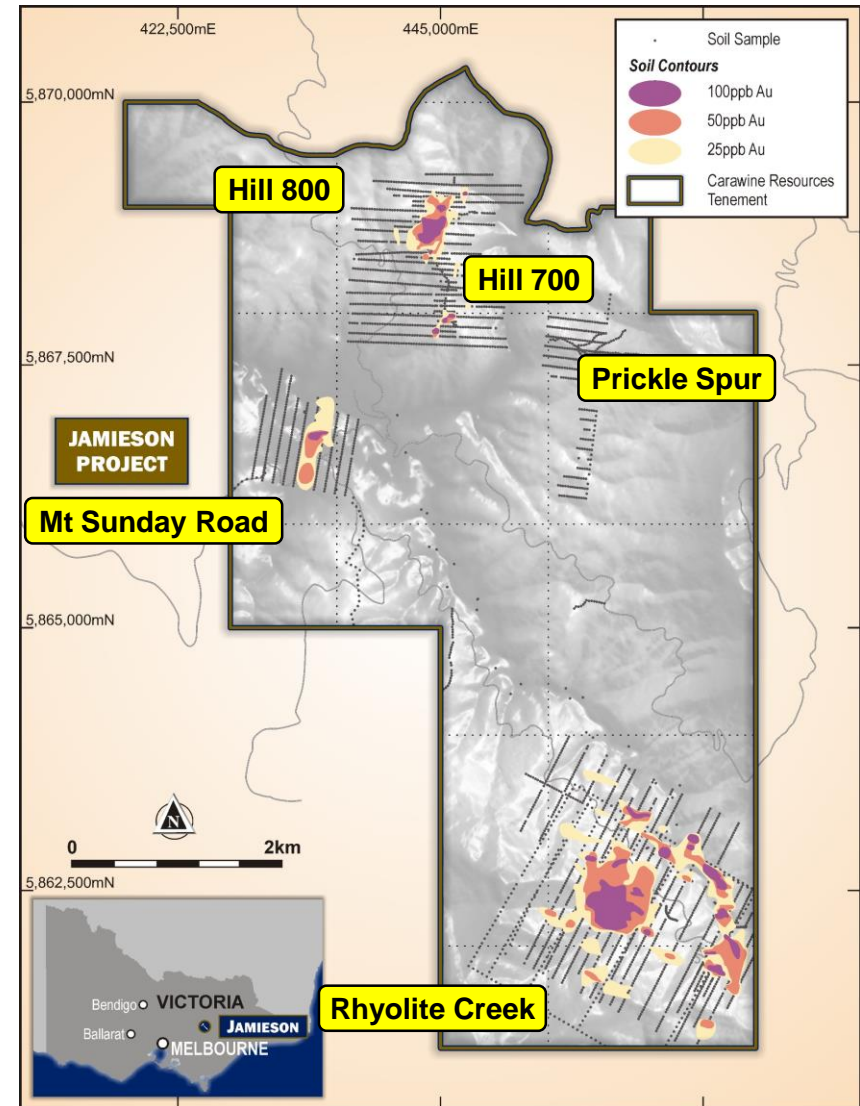 422,500mE
445,000mE
Soil Sample
Soil Contours
100ppb Au
50ppb Au
25ppb Au
Carawine Resources
Tenement
5,870,000mN
Hill 800
Hill 700
5,867,500mN
Prickle Spur
JAMIESON
PROJECT
Mt Sunday Road
5,865,000mN
N
0
2km
5,862,500mN
Bendigo
VICTORIA
JAMIESON
Ballarat
MELBOURNE
Rhyolite Creek